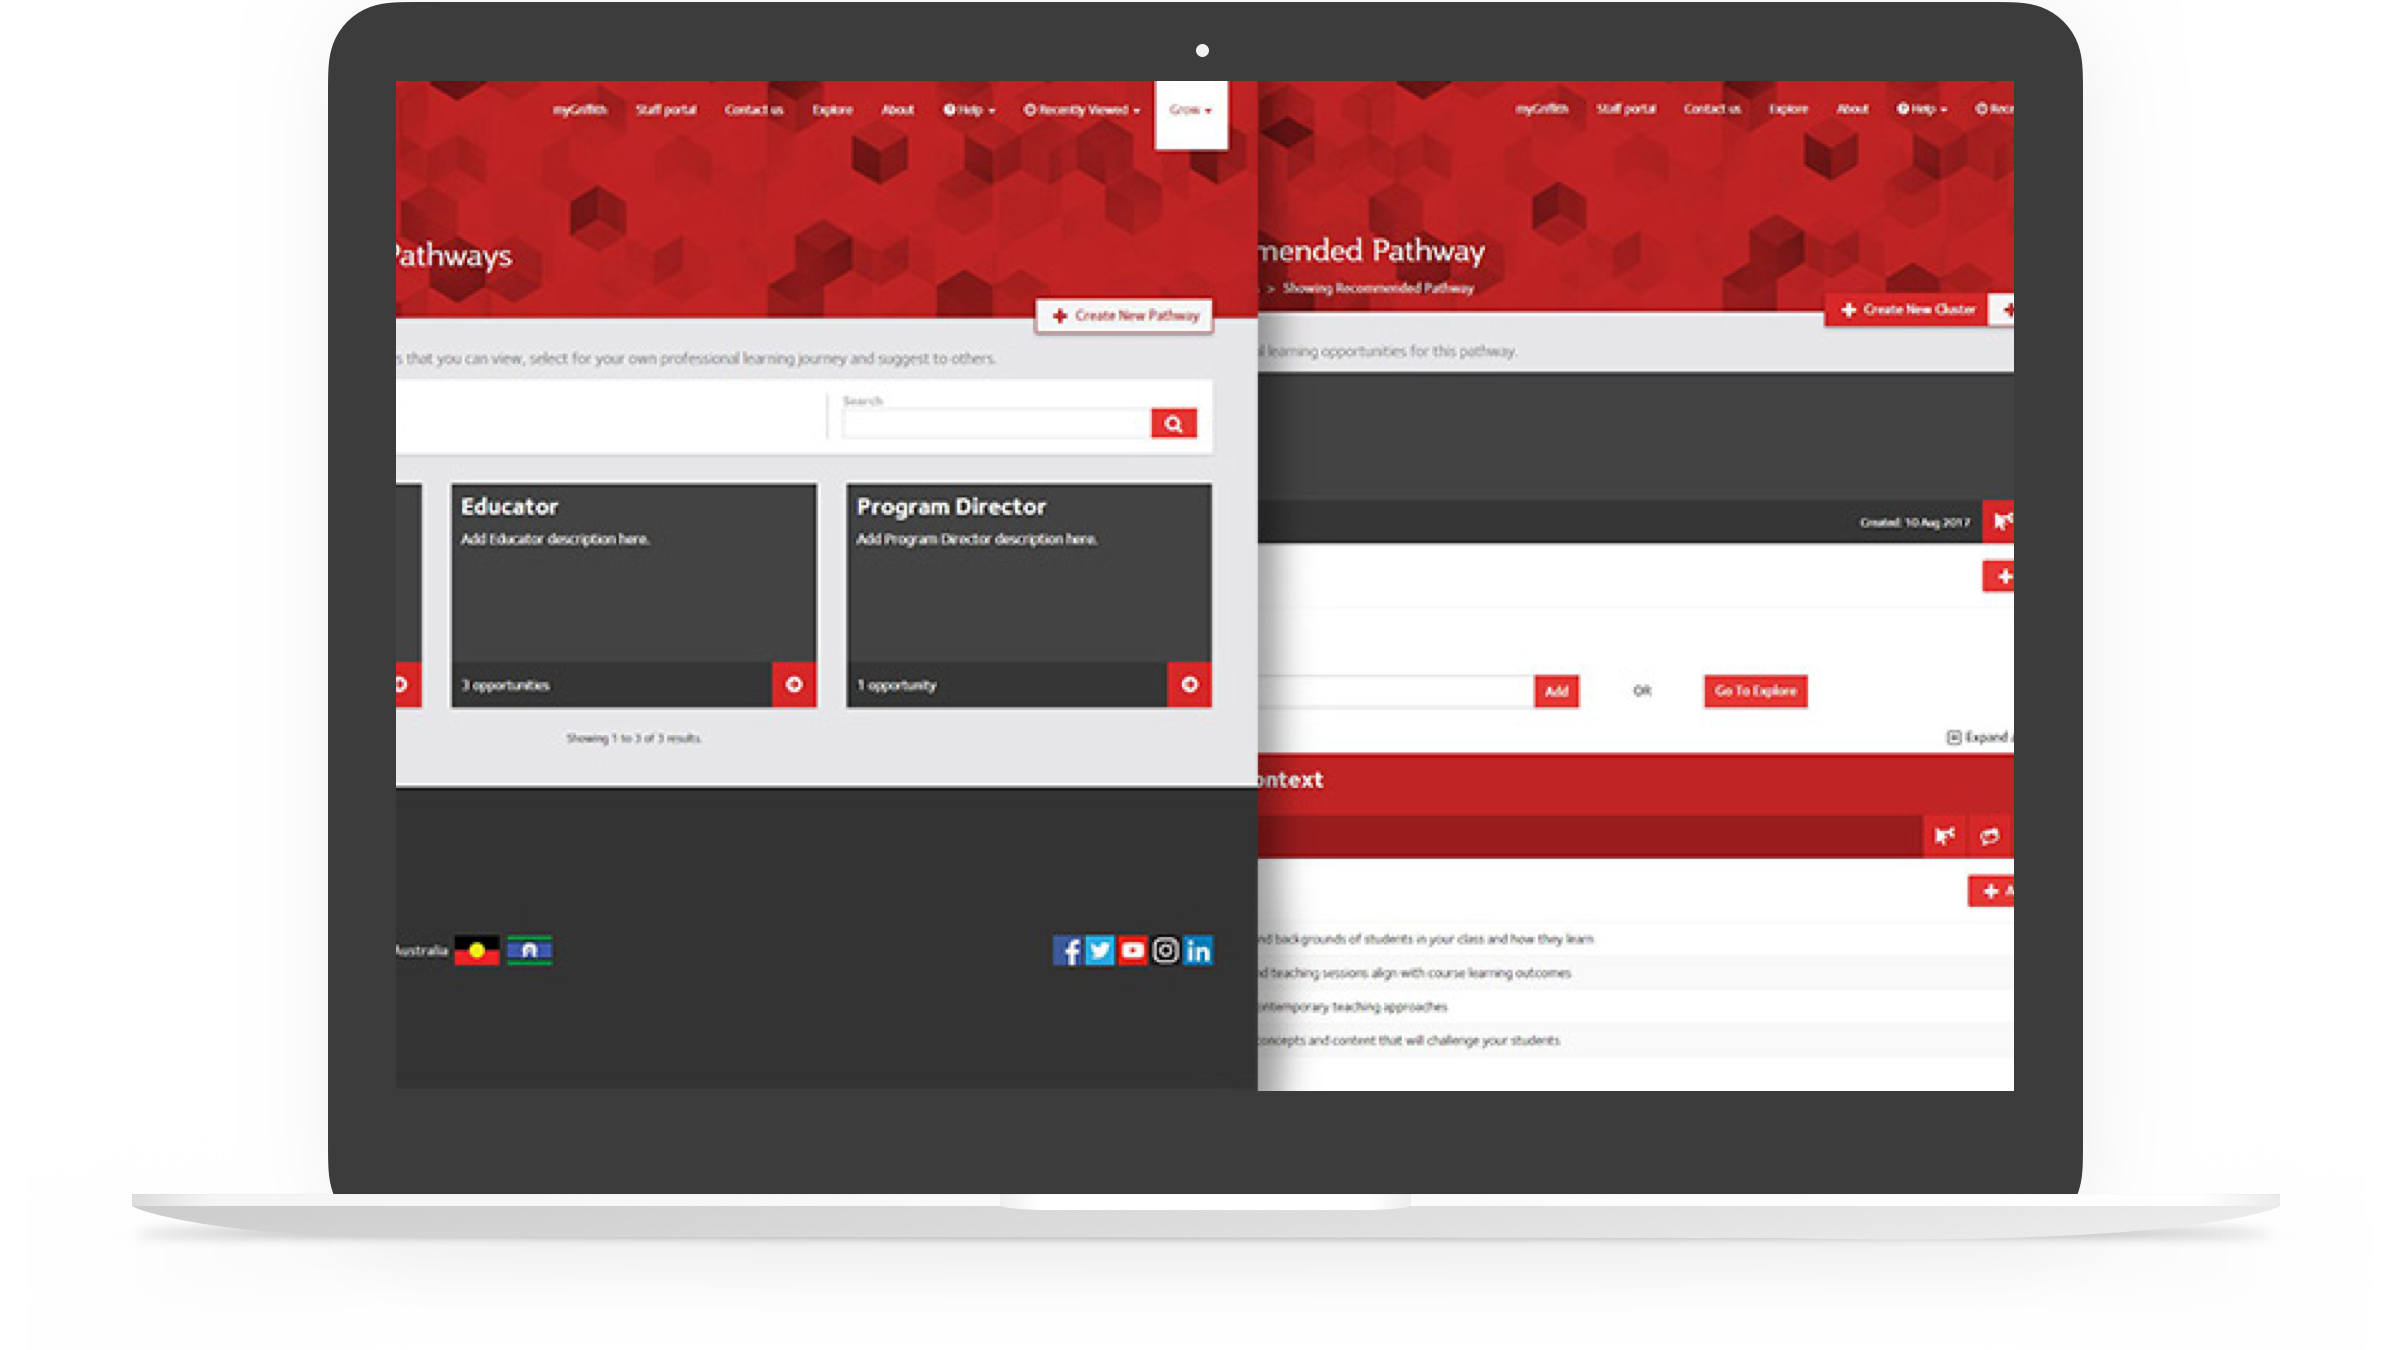 myGriffith Staff portal Contact us Explore About Help Recently Viewed Grow
Pathways
Create New Pathway
s that you can view, select for your own professional learning journey and suggest to others.
Search
Educator
Add Educator description here.
3 opportunities
Program Director
Add Program Director description here.
1 opportunity
Showing 1 to 3 of 3 results.
Australia
myGriffith Staff portal Contact us Explore About Help Rece
mended Pathway
> Showing Recommended Pathway
Create New Cluster
l learning opportunities for this pathway.
Created: 10 Aug 2017
Add OR Go To Explore
Expand
ontext
A
nd backgrounds of students in your class and how they learn
d teaching sessions align with course learning outcomes
ontemporary teaching approaches
concepts and content that will challenge your students